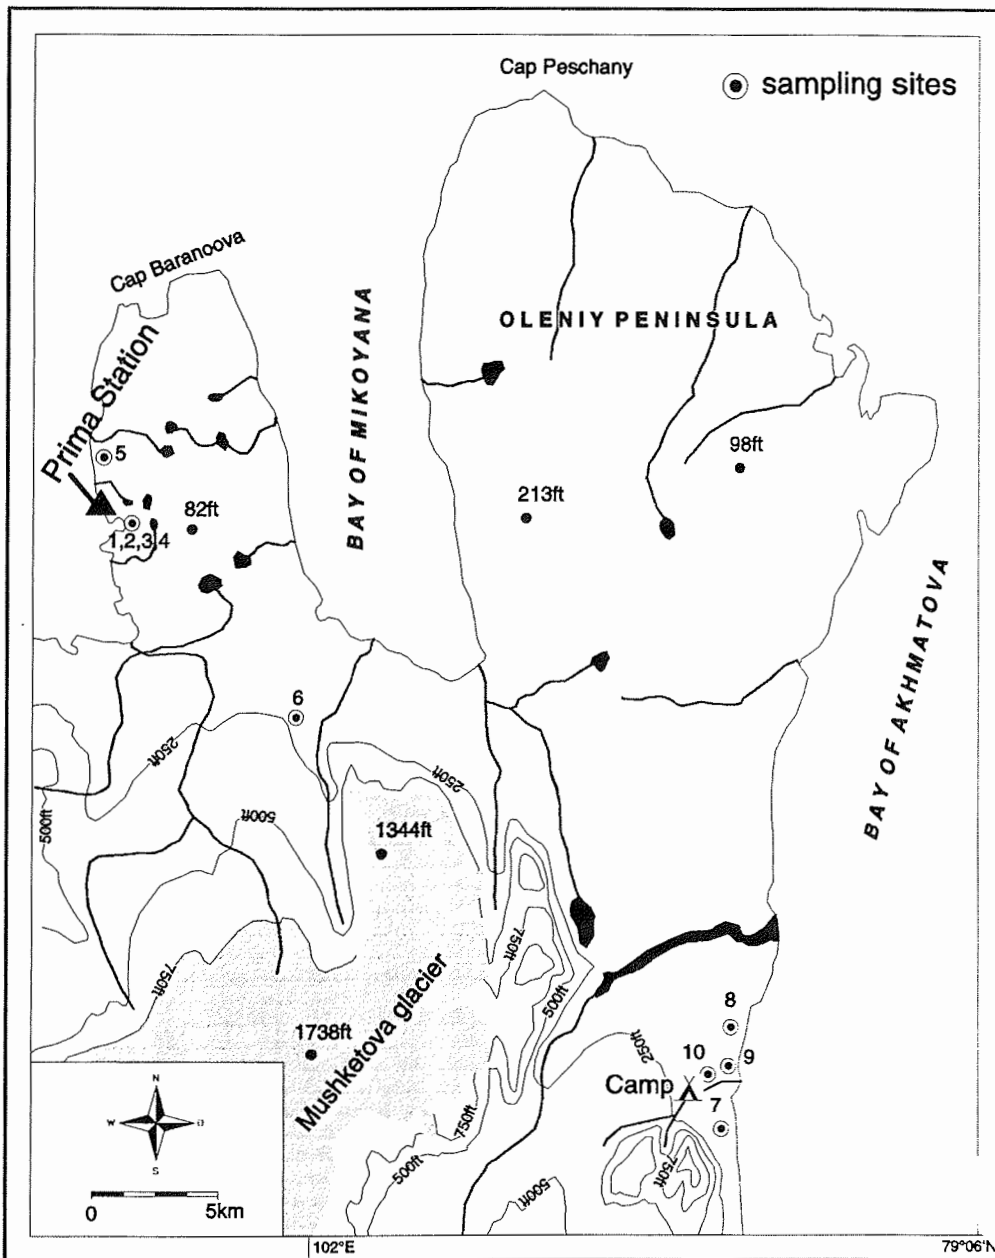 Cap Peschany
sampling sites
Cap Baranoova
Prima Station
BAY OF MIKOYANA
OLENIY PENINSULA
5
98ft
213ft
82ft
1,2,3,4
BAY OF AKHMATOVA
6
250ft
250ft
500ft
500ft
1344ft
750ft
750ft
500ft
Mushketova glacier
1738ft
8
250ft
10
9
Camp
7
750ft
750ft
500ft
500ft
N
W
O
S
0
5km
102°E
79°06'N